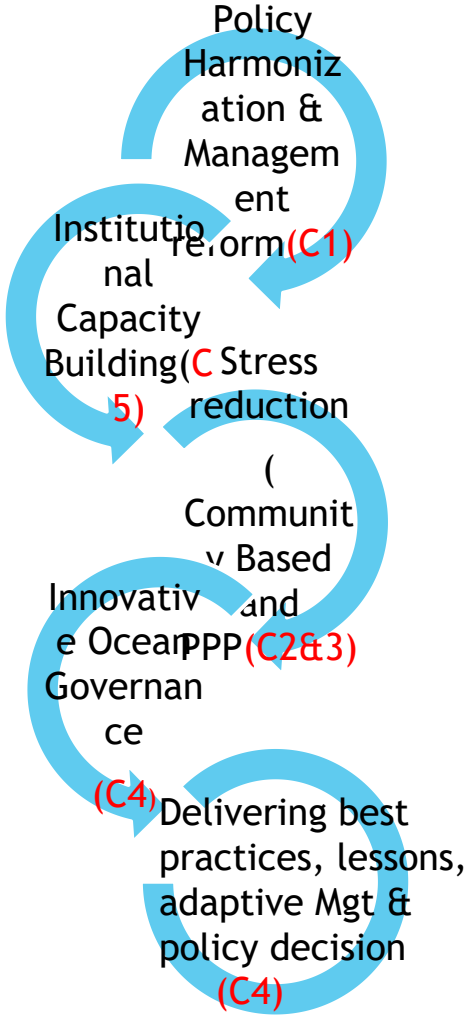 Policy
Harmoniz
ation &
Managem
ent
reform(C1)
Institutio
nal
Capacity
Building(C
5)
Stress
reduction
(
Communit
y Based
and
PPP(C2&3)
Innovativ
e Ocean
Governan
ce
(C4)
Delivering best
practices, lessons,
adaptive Mgt &
policy decision
(C4)